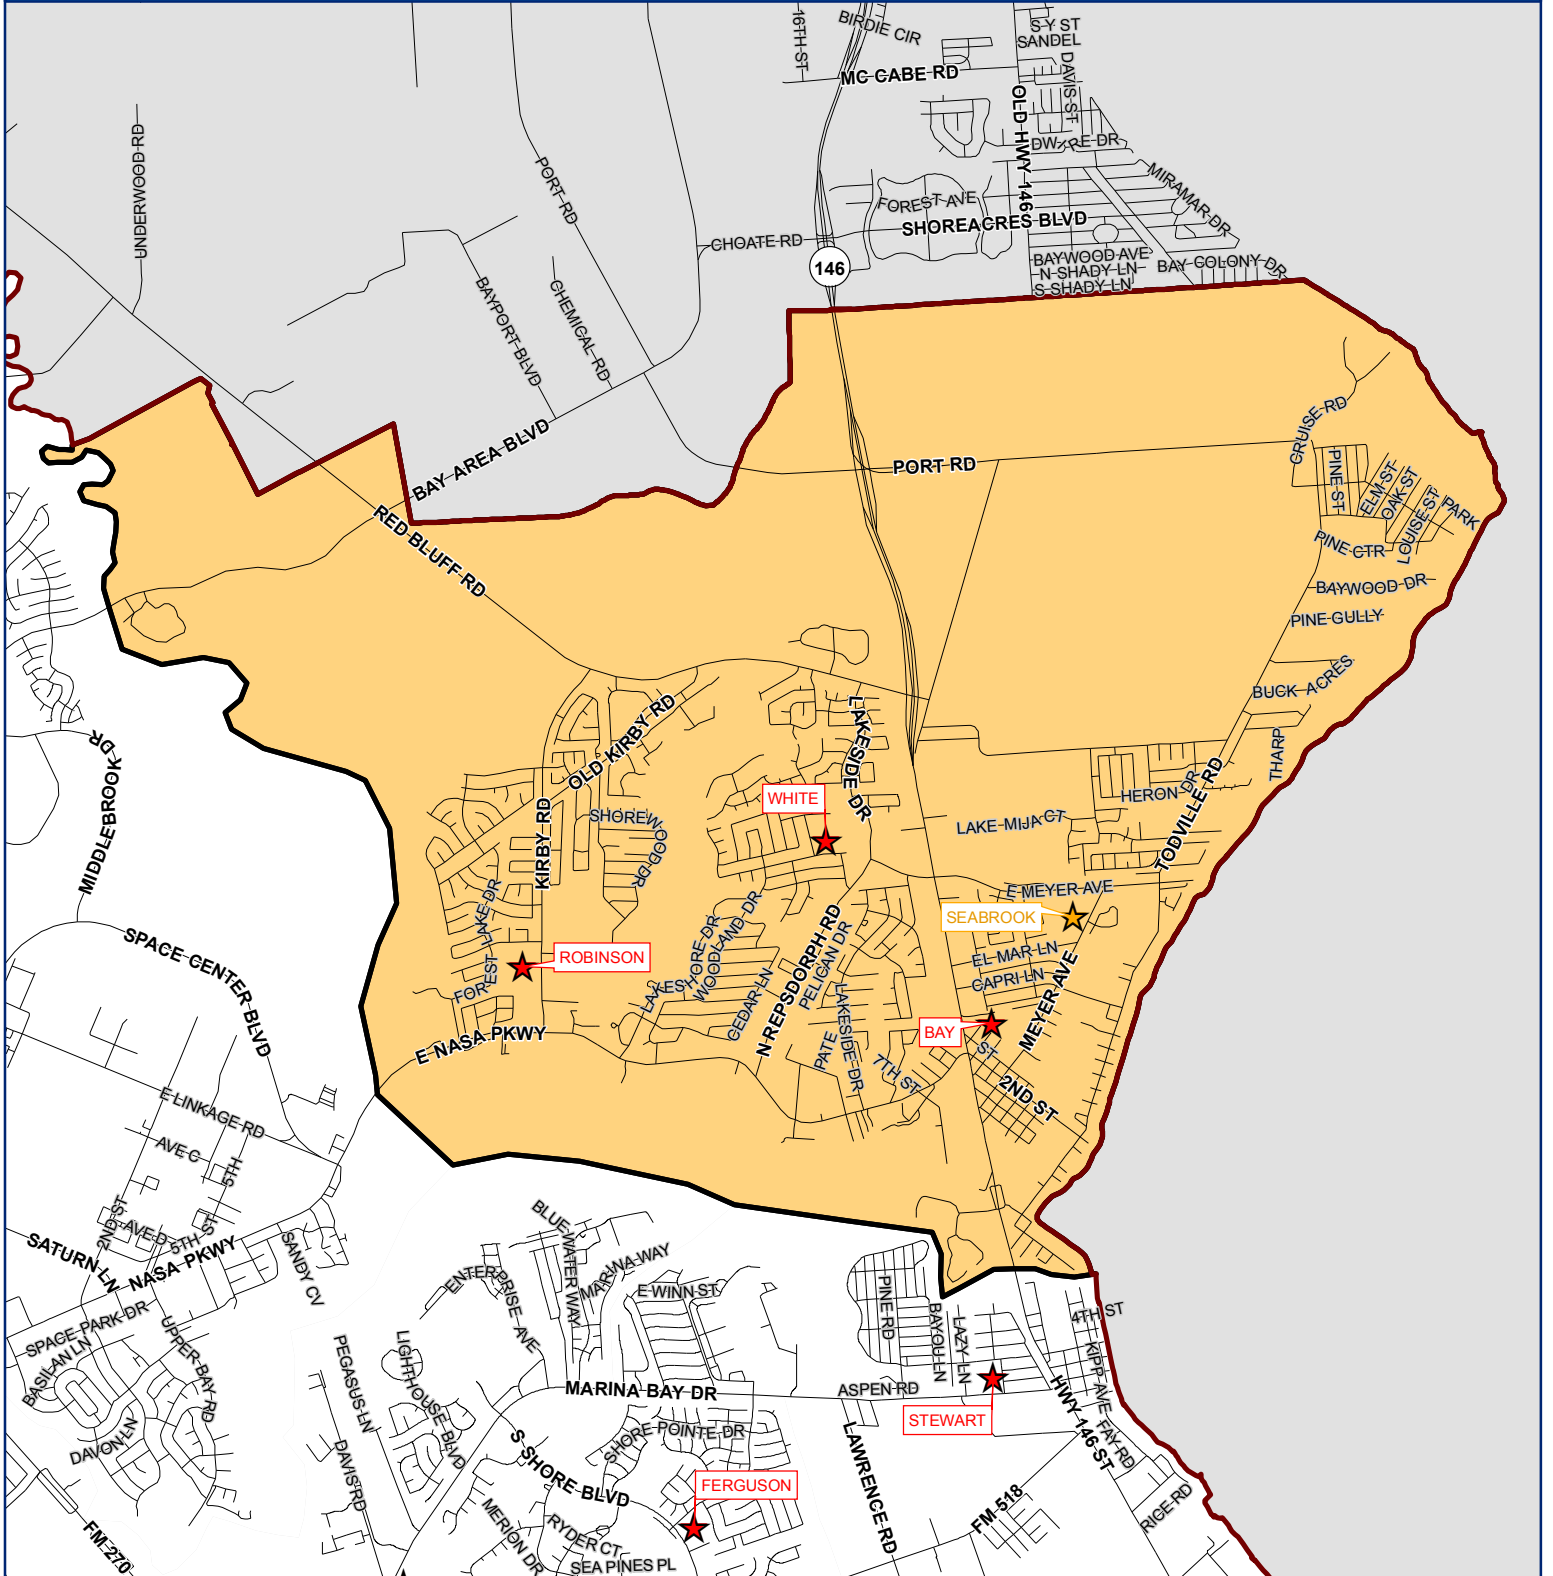 16TH ST
BIRDIE CIR
S Y ST
SANDEL
MC CABE RD
DAVIS ST
OLD HWY 146
UNDERWOOD RD
PORT RD
MIRAMAR DR
FOREST AVE
SHOREACRES BLVD
CHOATE RD
146
BAYWOOD AVE
N SHADY LN
S SHADY LN
BAY COLONY DR
BAYPORT BLVD
CHEMICAL RD
BAY AREA BLVD
PORT RD
CRUISE RD
PINE ST
ELM ST
OAK ST
LOUISE ST
PARK
RED BLUFF RD
PINE CTR
BAYWOOD DR
PINE GULLY
BUCK ACRES
LAKESIDE DR
OLD KIRBY RD
MIDDLEBROOK DR
THARP
HERON DR
TODVILLE RD
WHITE
SHOREWOOD DR
KIRBY RD
LAKE MIJA CT
E MEYER AVE
SEABROOK
FOREST LAKE DR
LAKESHORE DR
WOODLAND DR
N REPSDORPH RD
PELICAN DR
SPACE CENTER BLVD
ROBINSON
EL MAR LN
CAPRI LN
MEYER AVE
CEDAR LN
LAKESIDE DR
BAY
ST
E NASA PKWY
PATE
7TH ST
2ND ST
E LINKAGE RD
AVE C
5TH
2ND ST
AVE D
5TH ST
SATURN LN
NASA PKWY
SANDY CV
BLUE WATER WAY
MARINA WAY
ENTERPRISE AVE
E WINN ST
PINE RD
BAYOU LN
LAZY LN
4TH ST
KIPP AVE
SPACE PARK DR
BASILAN LN
UPPER BAY RD
PEGASUS LN
LIGHTHOUSE BLVD
MARINA BAY DR
ASPEN RD
STEWART
HWY 146 ST
FAY RD
DAVON LN
DAVIS RD
S SHORE BLVD
SHORE POINTE DR
LAWRENCE RD
FERGUSON
FM 518
RICE RD
MERION DR
RYDER CT
SEA PINES PL
FM 270